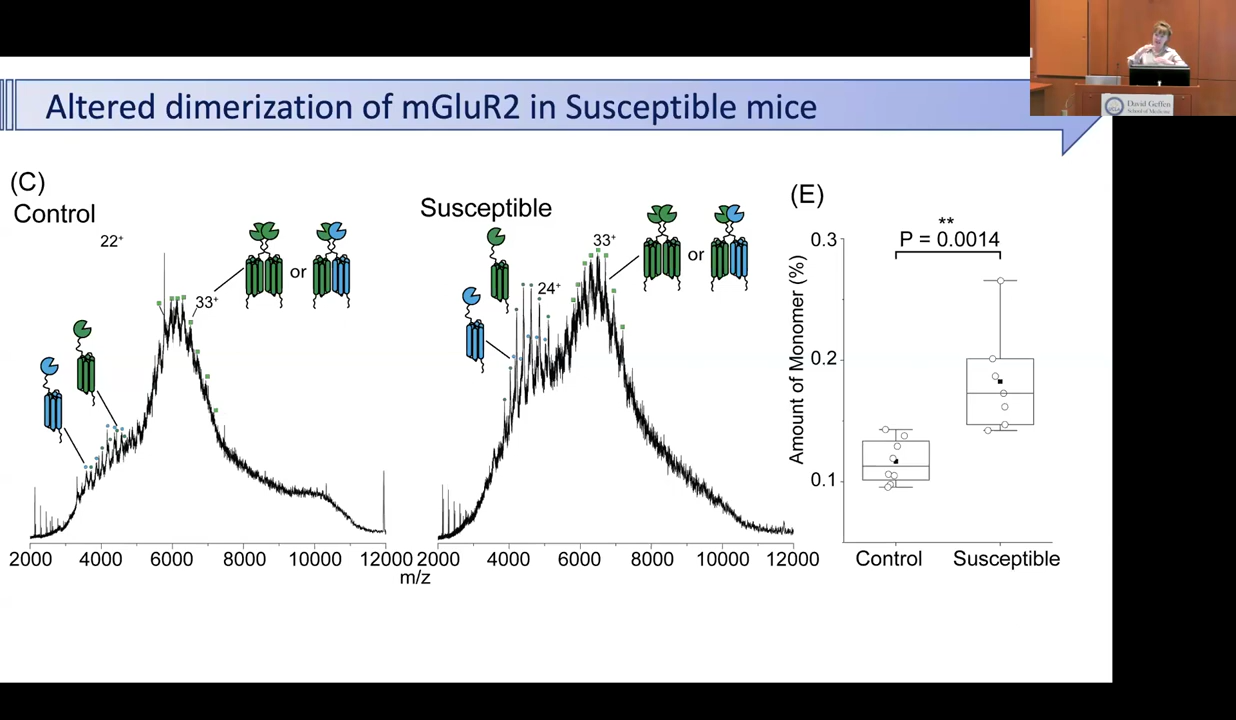 Altered dimerization of mGluR2 in Susceptible mice
David Geffen
School of Medicine
(C)
Control
22+
33+
or
2000 4000 6000 8000 10000 12000
m/z
Susceptible
24+
33+
or
2000 4000 6000 8000 10000 12000
(E)
**
P = 0.0014
Amount of Monomer (%)
0.3
0.2
0.1
Control Susceptible